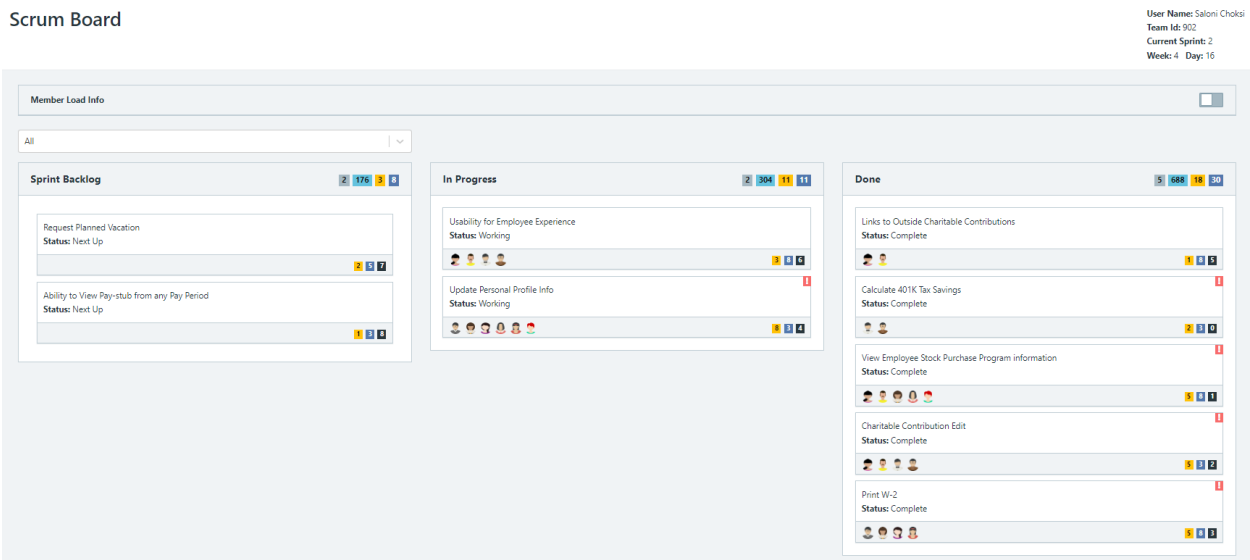 Scrum Board
User Name: Saloni Choksi
Team Id: 902
Current Sprint: 2
Week: 4 Day: 16
Member Load Info
All
Sprint Backlog 2 176 3 8
Request Planned Vacation
Status: Next Up
2 5 7
Ability to View Pay-stub from any Pay Period
Status: Next Up
1 3 8
In Progress 2 304 11 11
Usability for Employee Experience
Status: Working
3 8 6
!
Update Personal Profile Info
Status: Working
8 3 4
Done 5 688 18 30
Links to Outside Charitable Contributions
Status: Complete
1 8 5
!
Calculate 401K Tax Savings
Status: Complete
2 3 0
!
View Employee Stock Purchase Program information
Status: Complete
5 8 1
!
Charitable Contribution Edit
Status: Complete
5 3 2
!
Print W-2
Status: Complete
5 8 3